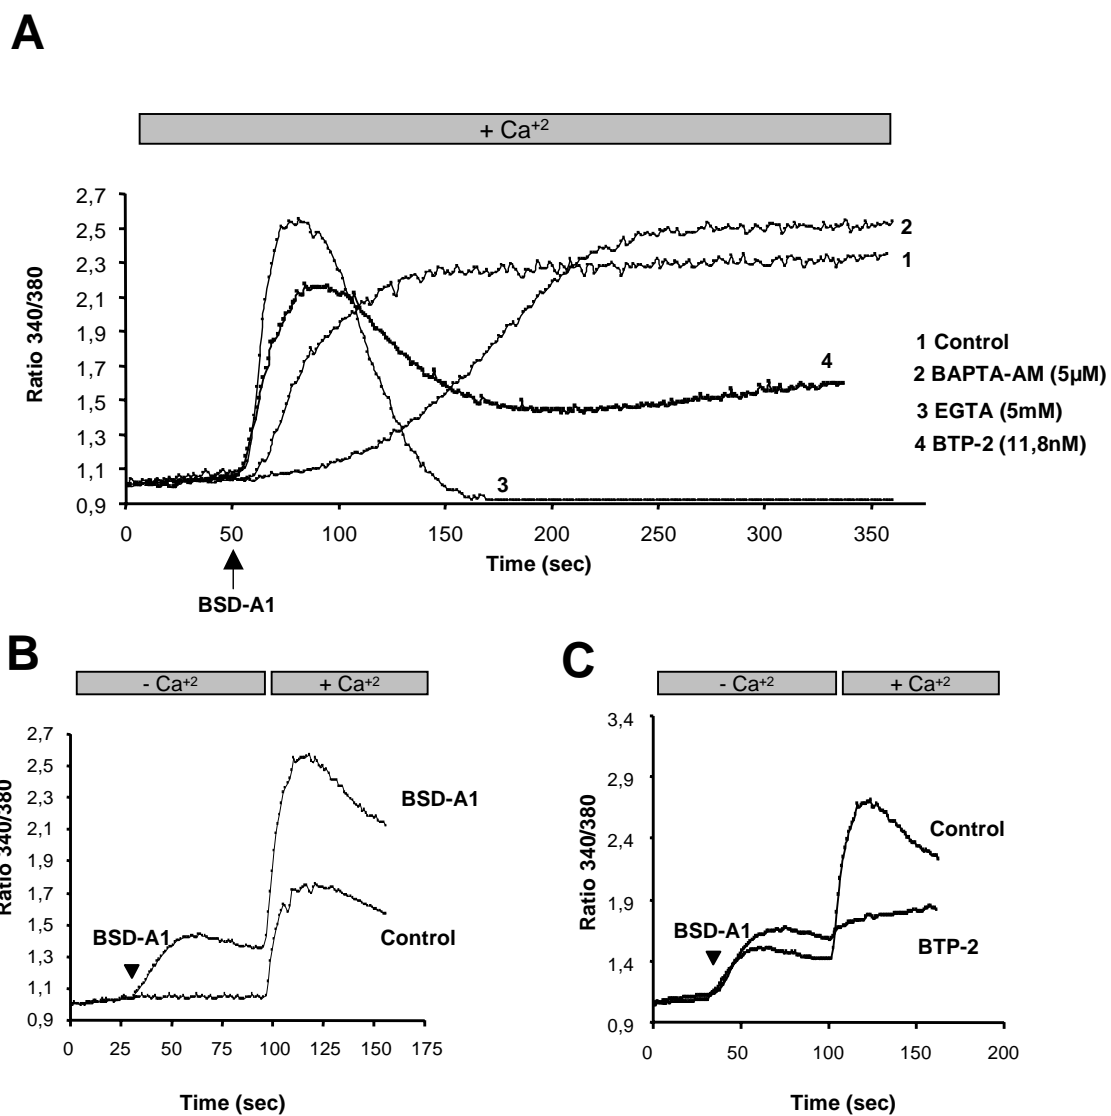 A
+ Ca+2
2,7
2,5
2,3
2,1
1,9
1,7
1,5
1,3
1,1
0,9
Ratio 340/380
2
1
4
3
1 Control
2 BAPTA-AM (5µM)
3 EGTA (5mM)
4 BTP-2 (11,8nM)
0 50 100 150 200 250 300 350
Time (sec)
BSD-A1
B
- Ca+2 + Ca+2
2,7
2,5
2,3
2,1
1,9
1,7
1,5
1,3
1,1
0,9
Ratio 340/380
BSD-A1
BSD-A1
Control
0 25 50 75 100 125 150 175
Time (sec)
C
- Ca+2 + Ca+2
3,4
2,9
2,4
1,9
1,4
0,9
Ratio 340/380
Control
BSD-A1
BTP-2
0 50 100 150 200
Time (sec)